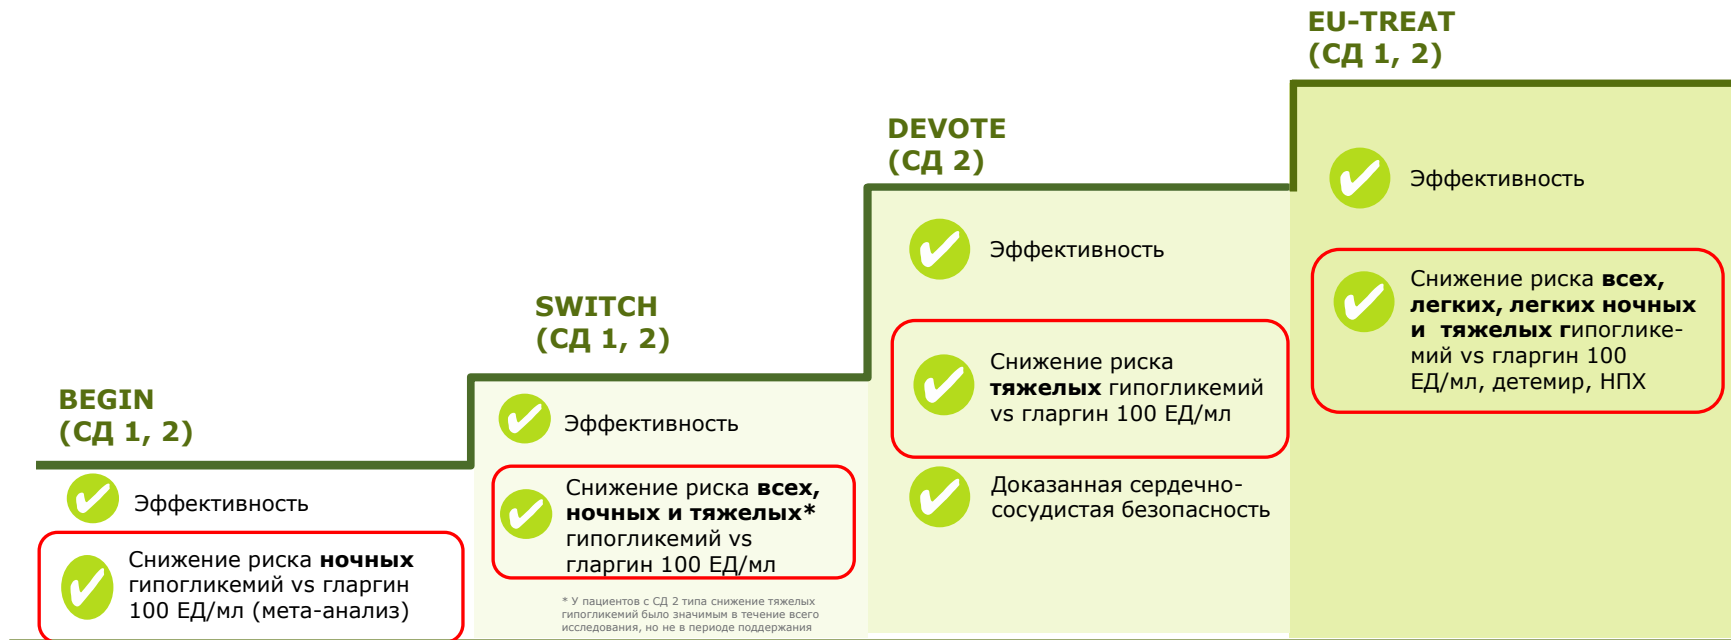 BEGIN
(СД 1, 2)
Эффективность
Снижение риска ночных
гипогликемий vs гларгин
100 ЕД/мл (мета-анализ)
SWITCH
(СД 1, 2)
Эффективность
Снижение риска всех,
ночных и тяжелых*
гипогликемий vs
гларгин 100 ЕД/мл
* У пациентов с СД 2 типа снижение тяжелых
гипогликемий было значимым в течение всего
исследования, но не в периоде поддержания
DEVOTE
(СД 2)
Эффективность
Снижение риска
тяжелых гипогликемий
vs гларгин 100 ЕД/мл
Доказанная сердечно-
сосудистая безопасность
EU-TREAT
(СД 1, 2)
Эффективность
Снижение риска всех,
легких, легких ночных
и тяжелых гипоглике-
мий vs гларгин 100
ЕД/мл, детемир, НПХ